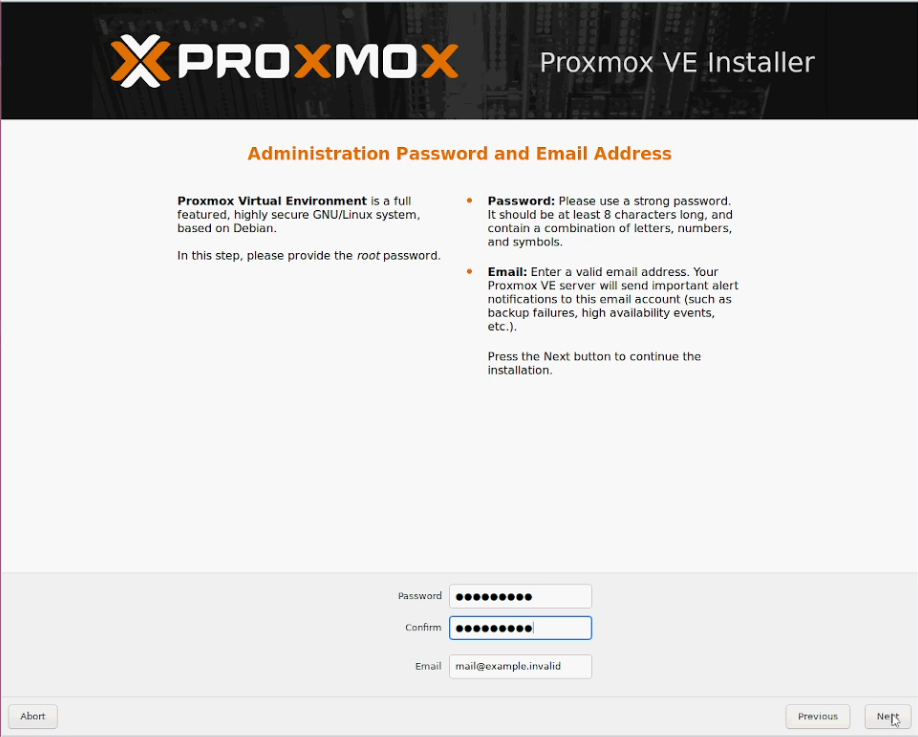 PROXMOX
Proxmox VE Installer
Administration Password and Email Address
Proxmox Virtual Environment is a full
featured, highly secure GNU/Linux system,
based on Debian.
In this step, please provide the root password.
Password: Please use a strong password.
It should be at least 8 characters long, and
contain a combination of letters, numbers,
and symbols.
Email: Enter a valid email address. Your
Proxmox VE server will send important alert
notifications to this email account (such as
backup failures, high availability events,
etc.).
Press the Next button to continue the
installation.
Password ●●●●●●●●●
Confirm ●●●●●●●●●
Email mail@example.invalid
Abort Previous Next